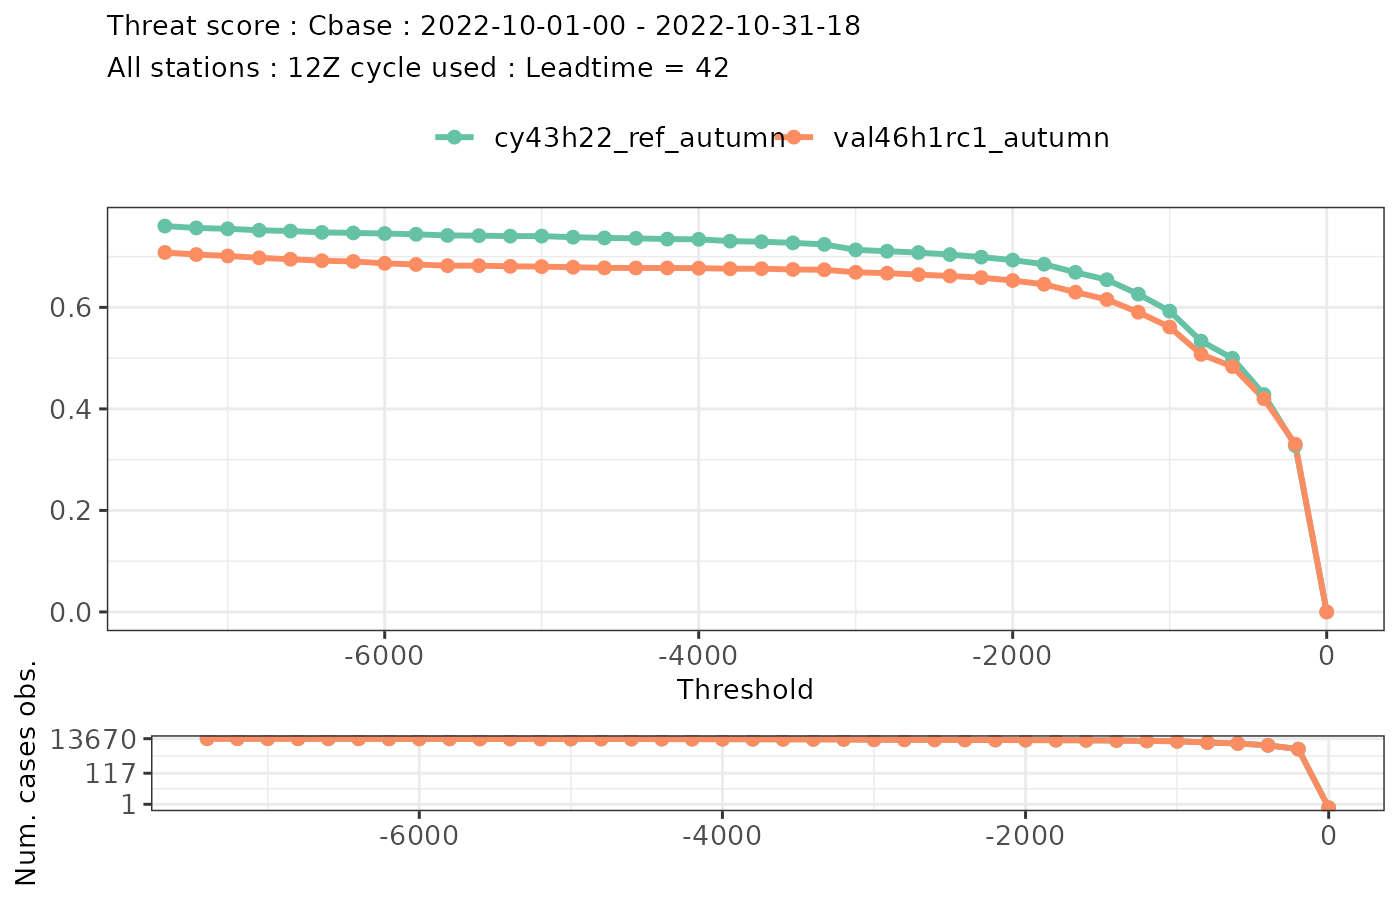 Threat score : Cbase : 2022-10-01-00 - 2022-10-31-18
All stations : 12Z cycle used : Leadtime = 42
cy43h22_ref_autumn val46h1rc1_autumn
0.6
0.4
0.2
0.0
-6000 -4000 -2000 0
Threshold
Num. cases obs.
13670
117
1
-6000 -4000 -2000 0